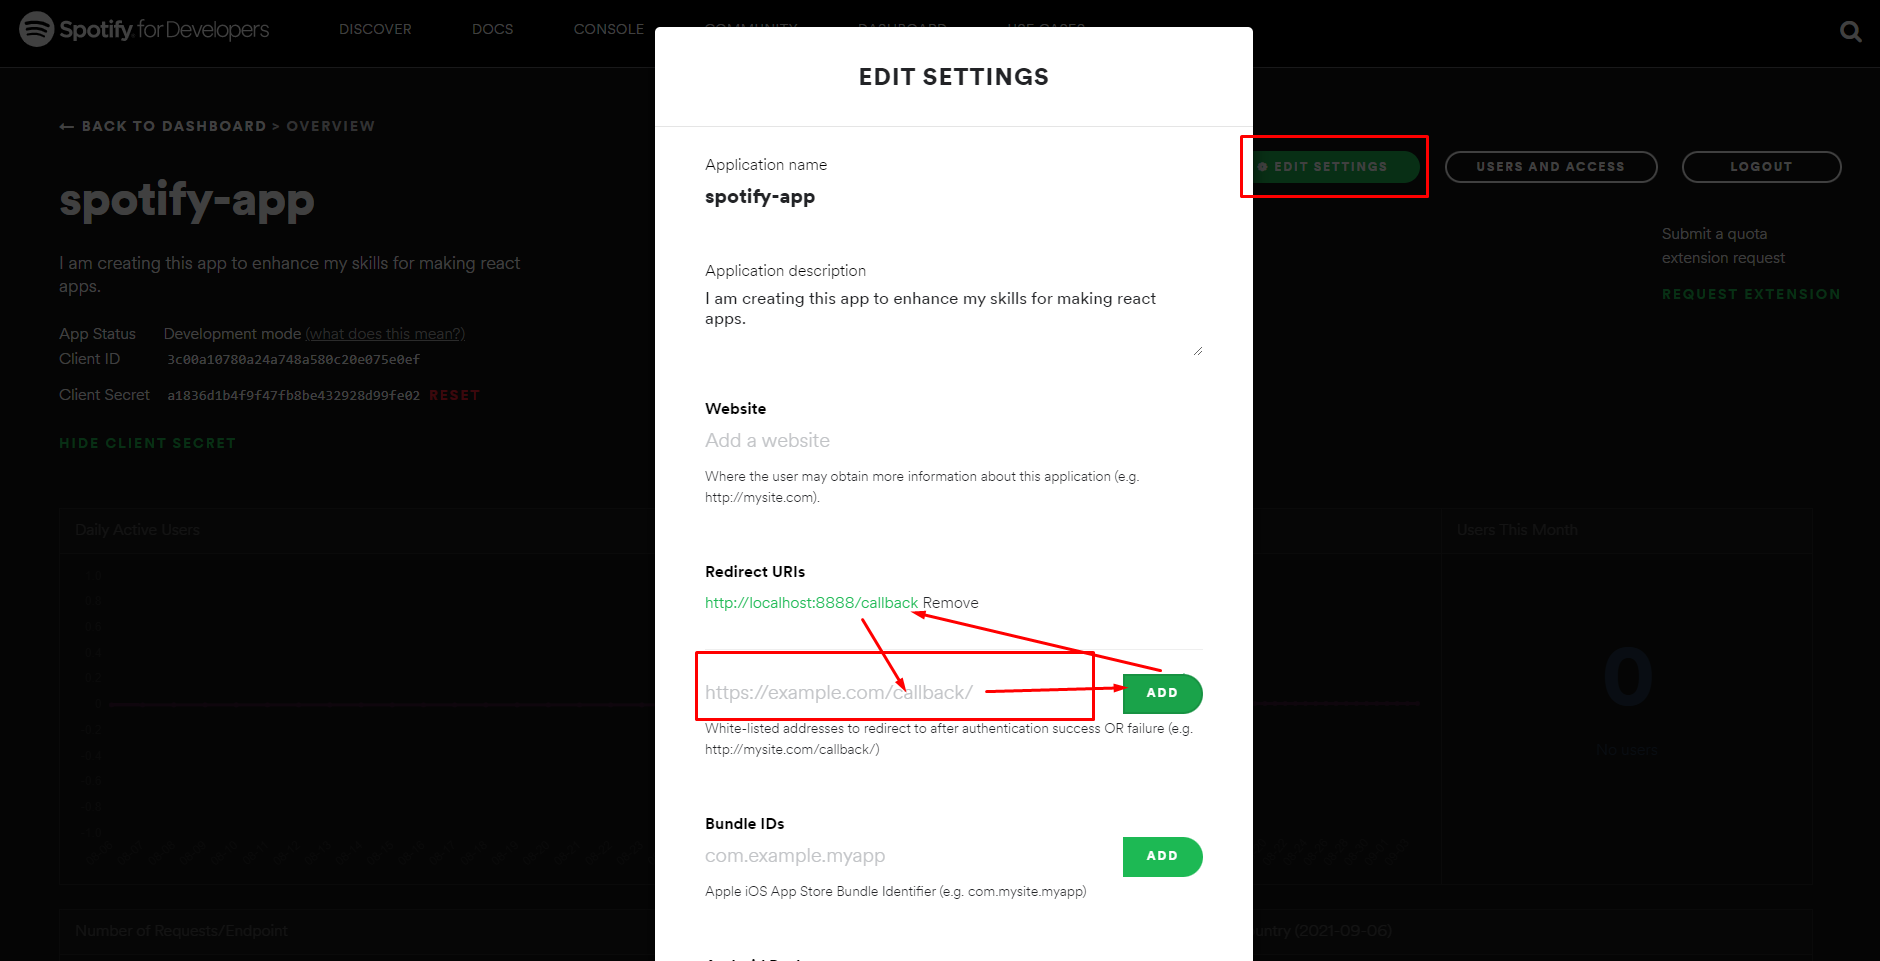 Spotify for Developers
DISCOVER
DOCS
CONSOLE
COMMUNITY
DASHBOARD
USE CASES
← BACK TO DASHBOARD > OVERVIEW
spotify-app
I am creating this app to enhance my skills for making react
apps.
App Status Development mode (what does this mean?)
Client ID 3c00a10780a24a748a580c20e075e0ef
Client Secret a1836d1b4f9f47fb8be432928d99fe02 RESET
HIDE CLIENT SECRET
Daily Active Users
Number of Requests/Endpoint
EDIT SETTINGS
Application name
spotify-app
Application description
I am creating this app to enhance my skills for making react
apps.
Website
Add a website
Where the user may obtain more information about this application (e.g.
http://mysite.com).
Redirect URIs
http://localhost:8888/callback Remove
https://example.com/callback/
ADD
White-listed addresses to redirect to after authentication success OR failure (e.g.
http://mysite.com/callback/)
Bundle IDs
com.example.myapp
ADD
Apple iOS App Store Bundle Identifier (e.g. com.mysite.myapp)
EDIT SETTINGS
USERS AND ACCESS
LOGOUT
Submit a quota
extension request
REQUEST EXTENSION
Users This Month
0
No users
(2021-09-06)